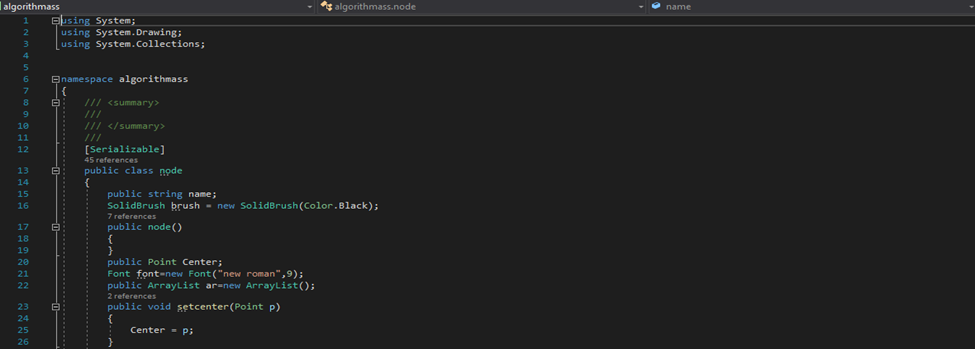 algorithmass algorithmass.node name
1 using System;
2 using System.Drawing;
3 using System.Collections;
4
5
6 namespace algorithmass
7 {
8 /// <summary>
9 ///
10 /// </summary>
11 ///
12 [Serializable]
45 references
13 public class node
14 {
15 public string name;
16 SolidBrush brush = new SolidBrush(Color.Black);
7 references
17 public node()
18 {
19 }
20 public Point Center;
21 Font font=new Font("new roman",9);
22 public ArrayList ar=new ArrayList();
2 references
23 public void setcenter(Point p)
24 {
25 Center = p;
26 }